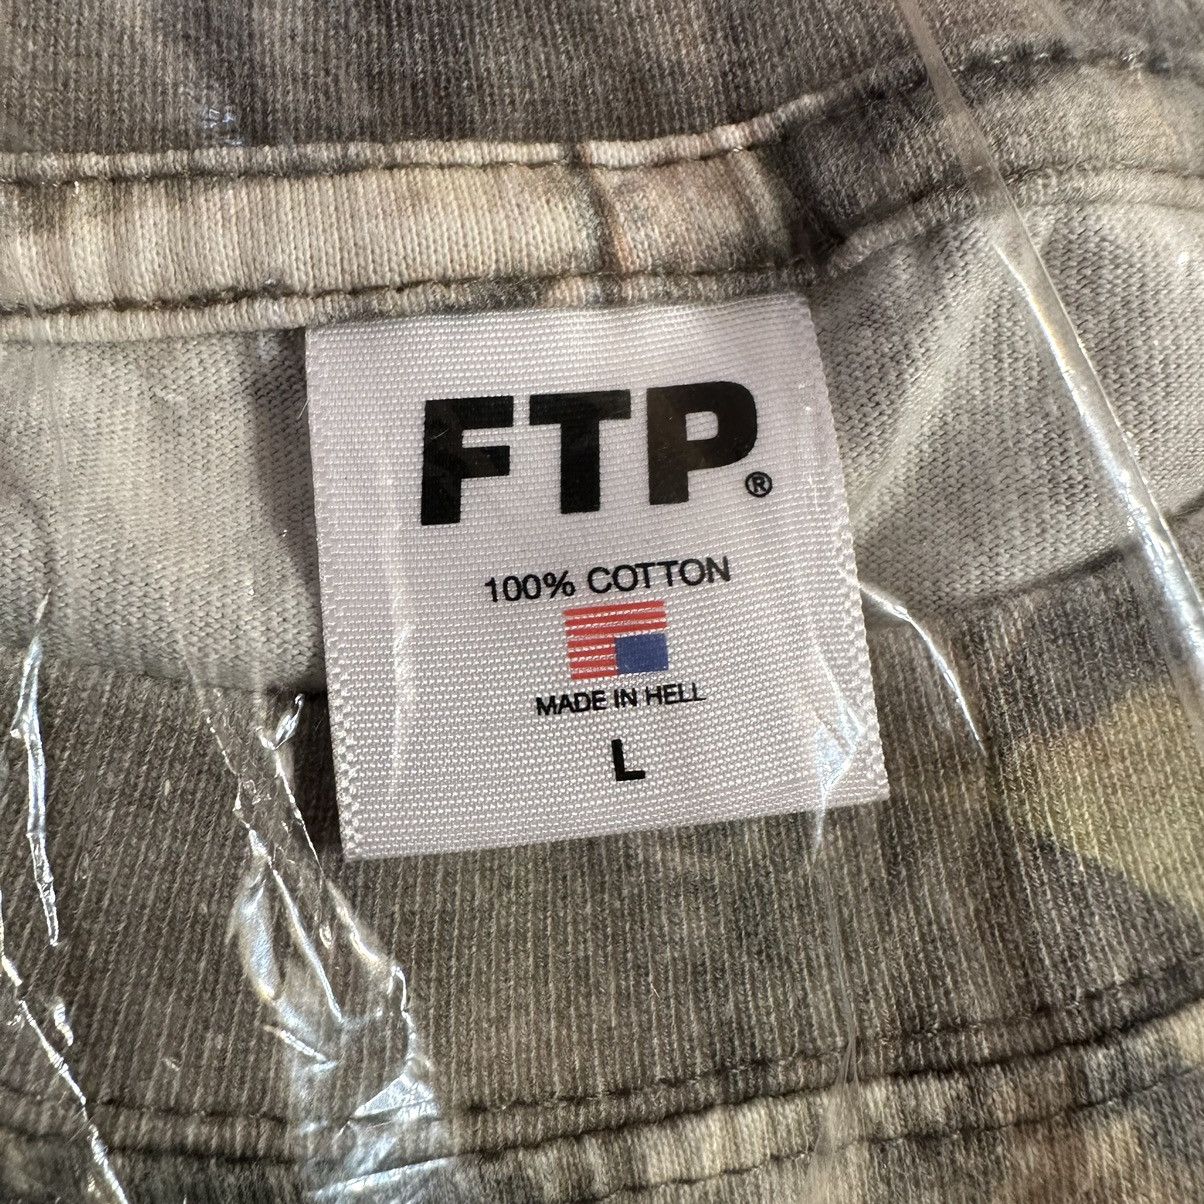 FTP®
100% COTTON
MADE IN HELL
L